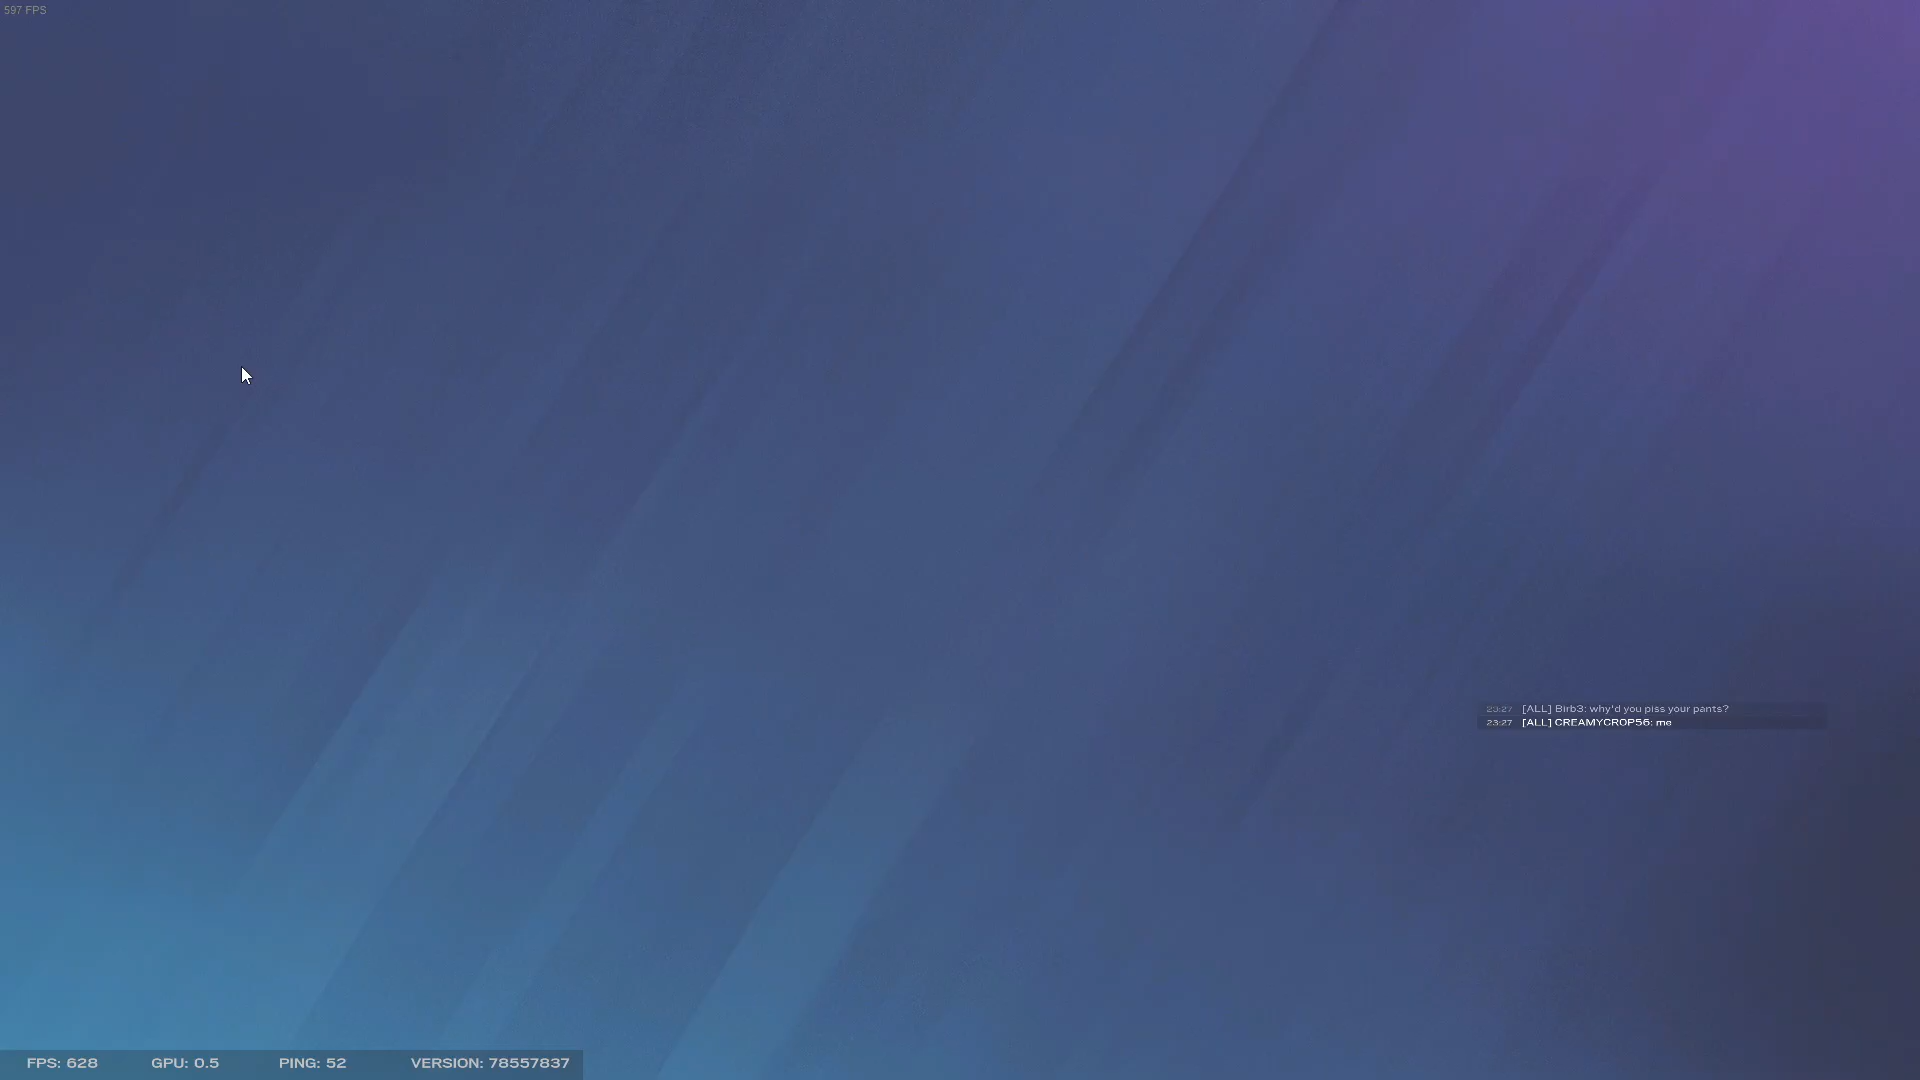 597 FPS
23:27 [ALL] Birb3: why'd you piss your pants?
23:27 [ALL] CREAMYCROP56: me
FPS: 628 GPU: 0.5 PING: 52 VERSION: 78557837